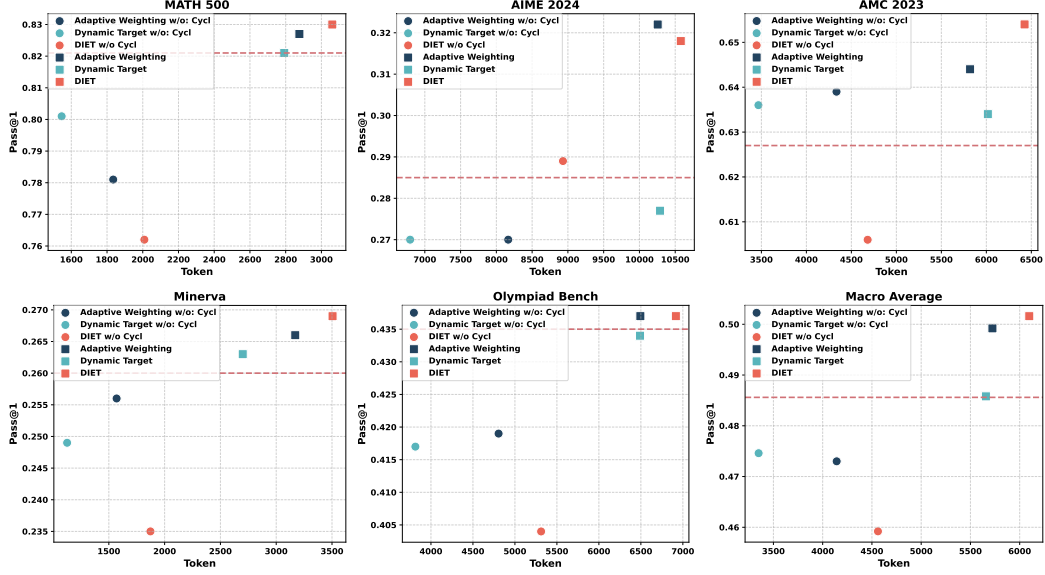 MATH 500
Adaptive Weighting w/o: Cycl
Dynamic Target w/o: Cycl
DIET w/o Cycl
Adaptive Weighting
Dynamic Target
DIET
0.83
0.82
0.81
0.80
0.79
0.78
0.77
0.76
Pass@1
1600 1800 2000 2200 2400 2600 2800 3000
Token
AIME 2024
Adaptive Weighting w/o: Cycl
Dynamic Target w/o: Cycl
DIET w/o Cycl
Adaptive Weighting
Dynamic Target
DIET
0.32
0.31
0.30
0.29
0.28
0.27
Pass@1
7000 7500 8000 8500 9000 9500 10000 10500
Token
AMC 2023
Adaptive Weighting w/o: Cycl
Dynamic Target w/o: Cycl
DIET w/o Cycl
Adaptive Weighting
Dynamic Target
DIET
0.65
0.64
0.63
0.62
0.61
Pass@1
3500 4000 4500 5000 5500 6000 6500
Token
Minerva
Adaptive Weighting w/o: Cycl
Dynamic Target w/o: Cycl
DIET w/o Cycl
Adaptive Weighting
Dynamic Target
DIET
0.270
0.265
0.260
0.255
0.250
0.245
0.240
0.235
Pass@1
1500 2000 2500 3000 3500
Token
Olympiad Bench
Adaptive Weighting w/o: Cycl
Dynamic Target w/o: Cycl
DIET w/o Cycl
Adaptive Weighting
Dynamic Target
DIET
0.435
0.430
0.425
0.420
0.415
0.410
0.405
Pass@1
4000 4500 5000 5500 6000 6500 7000
Token
Macro Average
Adaptive Weighting w/o: Cycl
Dynamic Target w/o: Cycl
DIET w/o Cycl
Adaptive Weighting
Dynamic Target
DIET
0.50
0.49
0.48
0.47
0.46
Pass@1
3500 4000 4500 5000 5500 6000
Token